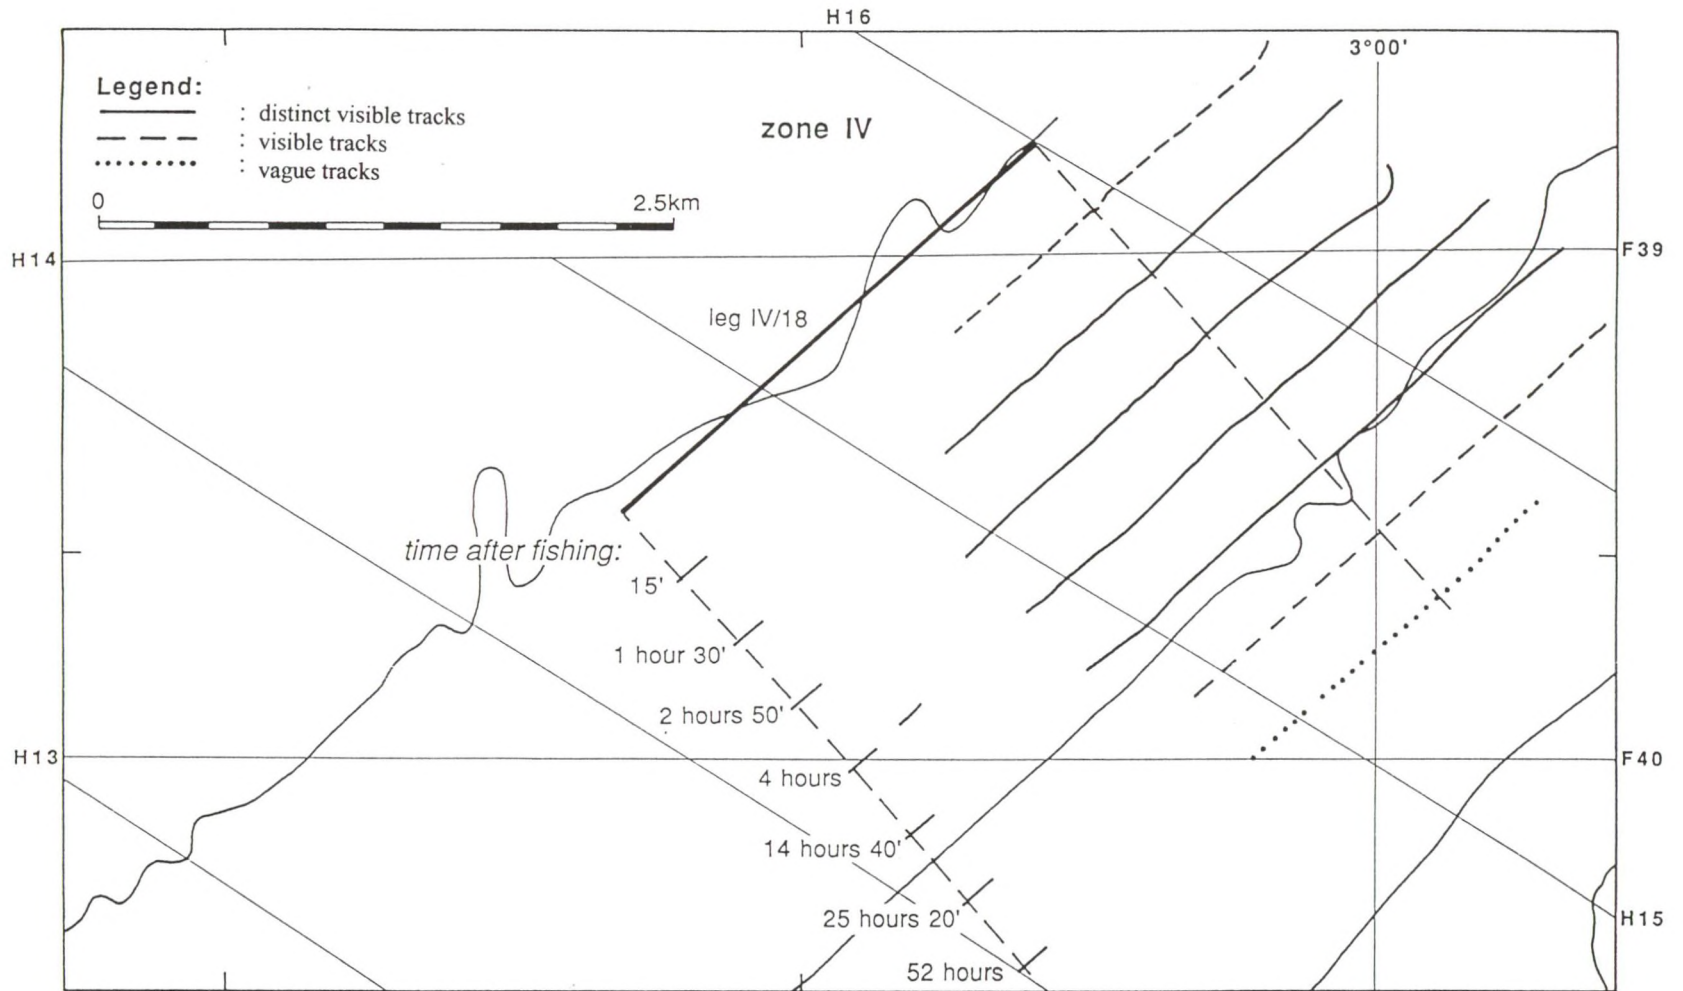 H16
3°00'
Legend:
: distinct visible tracks
: visible tracks
: vague tracks
0 2.5km
zone IV
H14
F39
leg IV/18
time after fishing:
15'
1 hour 30'
2 hours 50'
4 hours
H13
F40
14 hours 40'
25 hours 20'
H15
52 hours